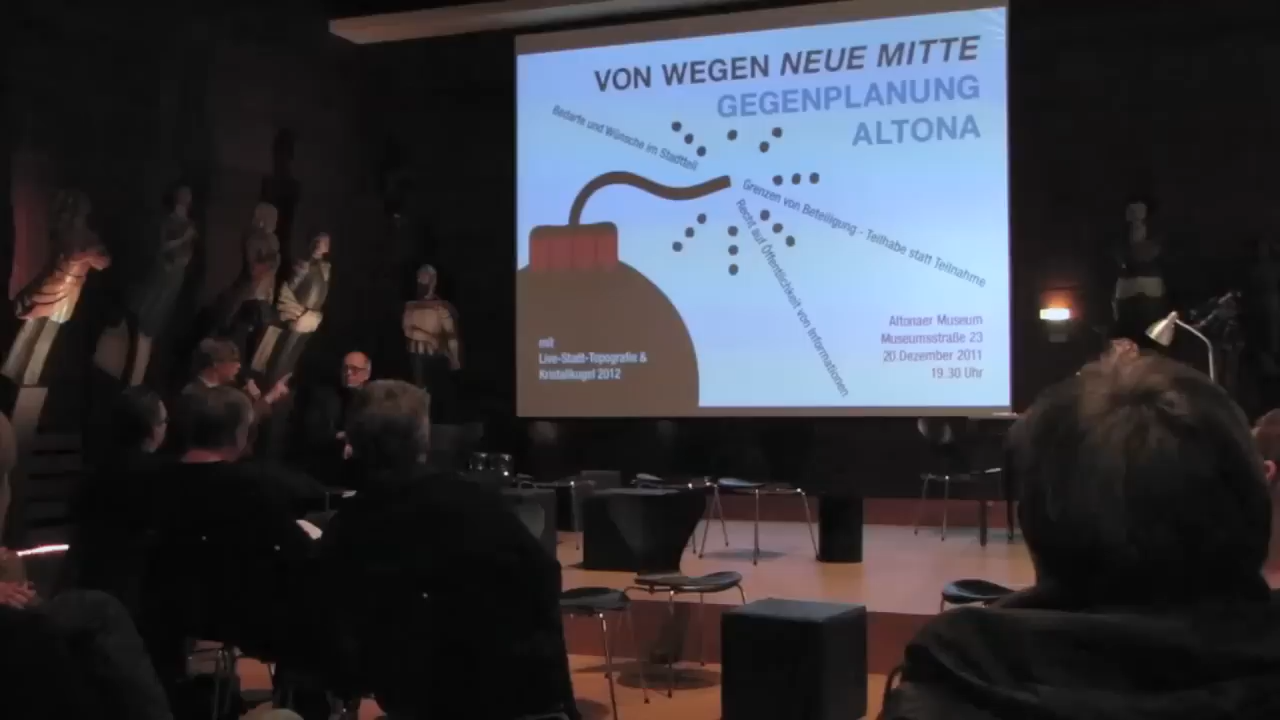 VON WEGEN NEUE MITTE
GEGENPLANUNG
ALTONA
Bedarfe und Wünsche im Stadtteil
Grenzen von Beteiligung - Teilhabe statt Teilnahme
Recht auf Öffentlichkeit von Informationen
mit
Live-Statt-Topografie &
Kristallkugel 2012
Altonaer Museum
Museumsstraße 23
20.Dezember 2011
19:30 Uhr